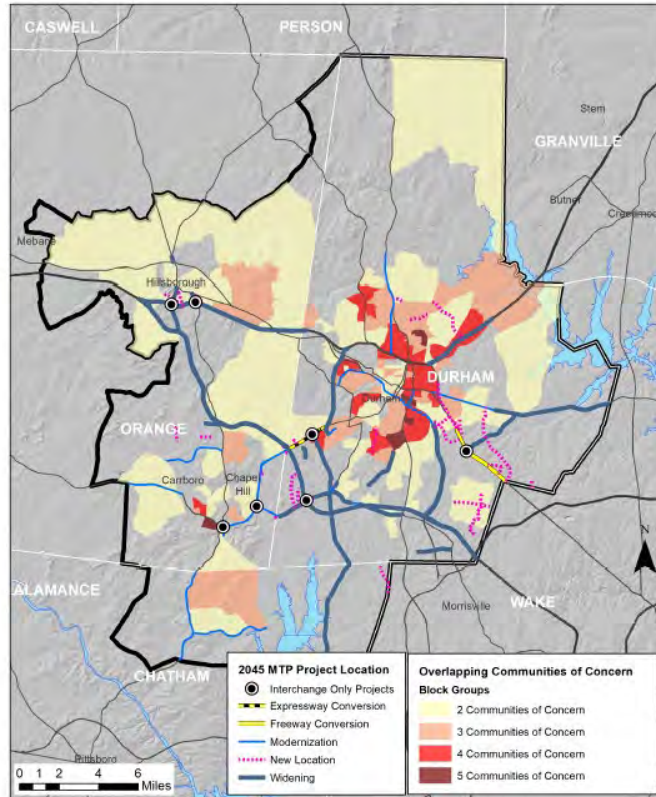 CASWELL
PERSON
Stem
GRANVILLE
Butner
Creedmoor
Mebane
Hillsborough
DURHAM
Durham
ORANGE
Carrboro
Chapel
Hill
N
ALAMANCE
Morrisville
WAKE
CHATHAM
Pittsboro
0 1 2 4 6
Miles
2045 MTP Project Location
Interchange Only Projects
Expressway Conversion
Freeway Conversion
Modernization
New Location
Widening
Overlapping Communities of Concern
Block Groups
2 Communities of Concern
3 Communities of Concern
4 Communities of Concern
5 Communities of Concern